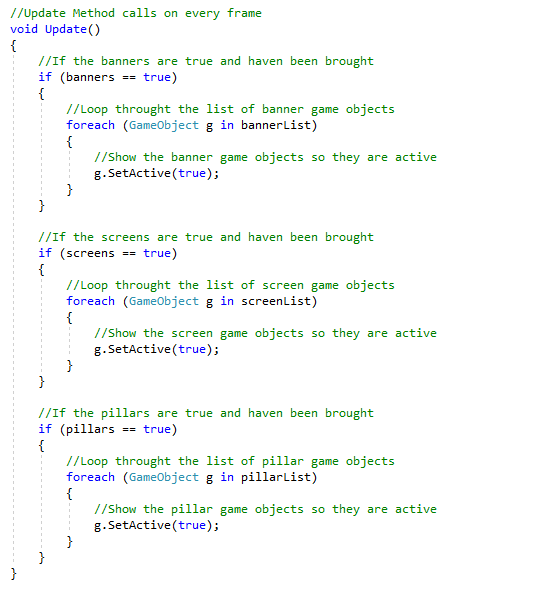 //Update Method calls on every frame
void Update()
{
//If the banners are true and haven been brought
if (banners == true)
{
//Loop throught the list of banner game objects
foreach (GameObject g in bannerList)
{
//Show the banner game objects so they are active
g.SetActive(true);
}
}
//If the screens are true and haven been brought
if (screens == true)
{
//Loop throught the list of screen game objects
foreach (GameObject g in screenList)
{
//Show the screen game objects so they are active
g.SetActive(true);
}
}
//If the pillars are true and haven been brought
if (pillars == true)
{
//Loop throught the list of pillar game objects
foreach (GameObject g in pillarList)
{
//Show the pillar game objects so they are active
g.SetActive(true);
}
}
}